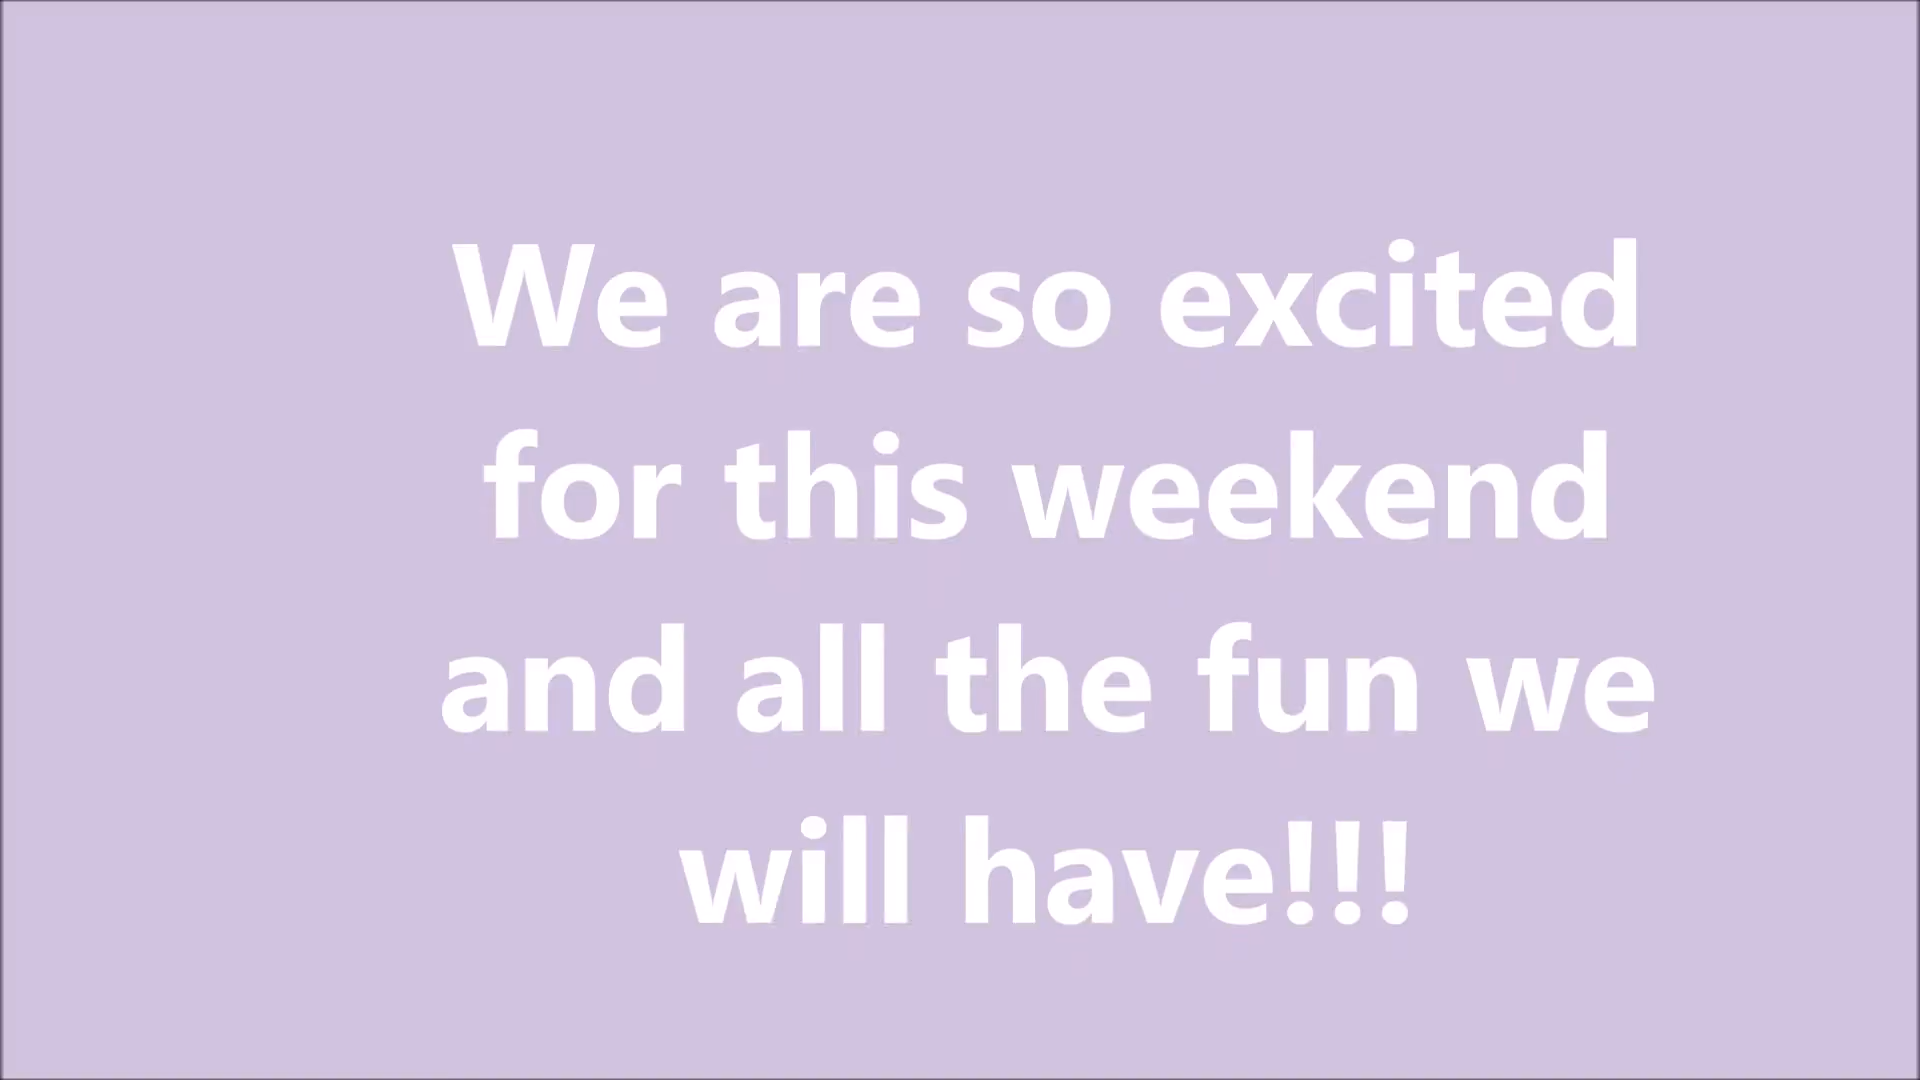 We are so excited
for this weekend
and all the fun we
will have!!!